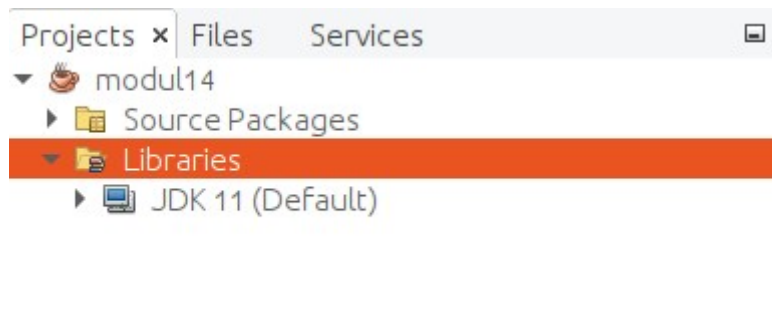 Projects Files Services
modul14
Source Packages
Libraries
JDK 11 (Default)